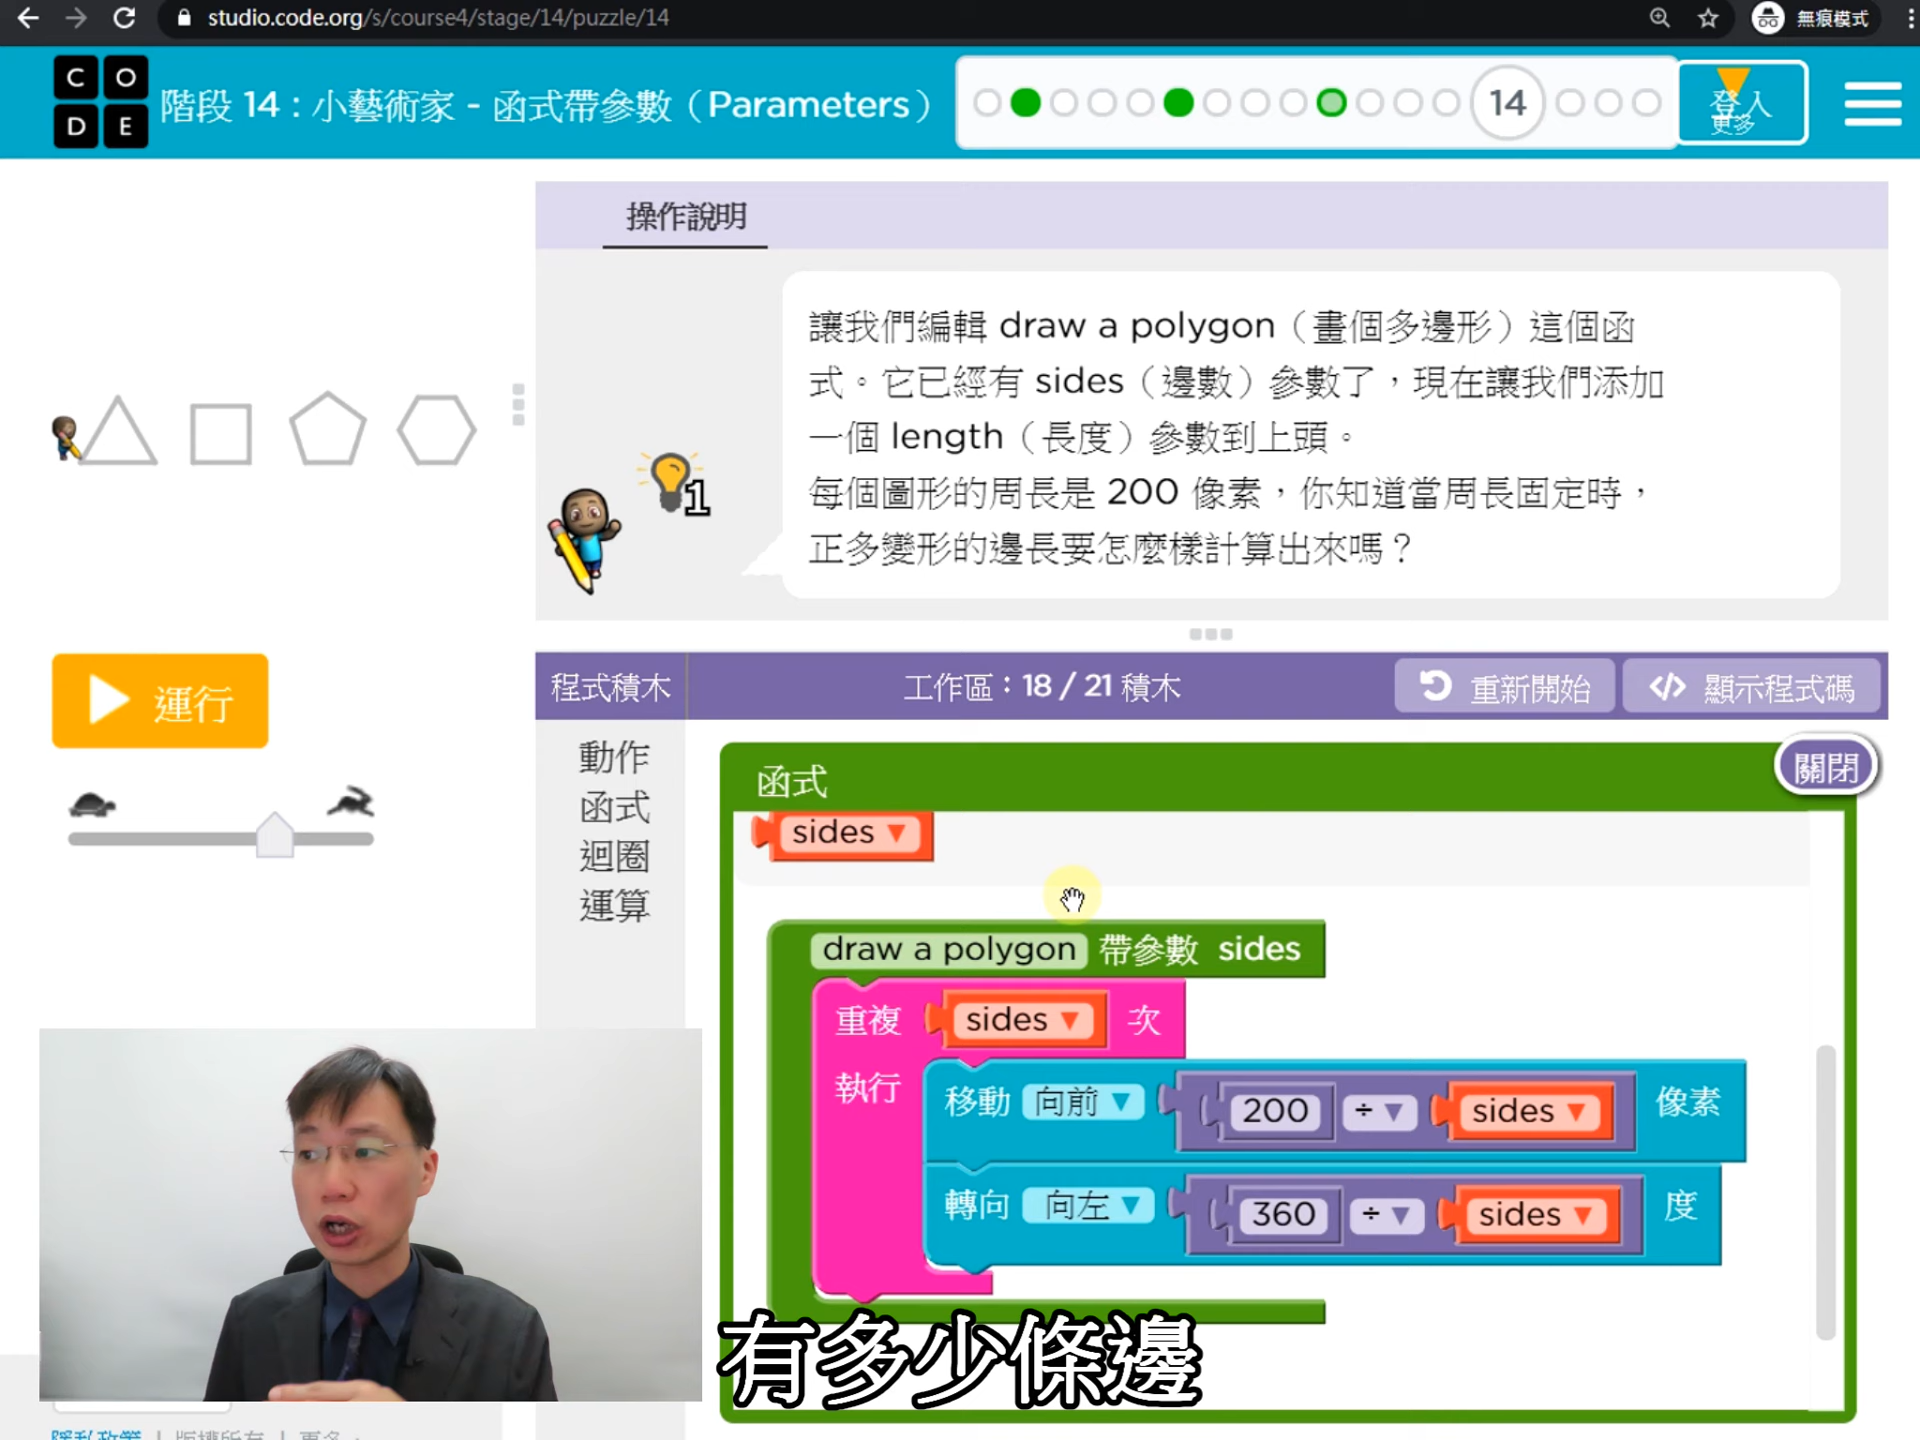 studio.code.org/s/course4/stage/14/puzzle/14
無痕模式
C O
D E
階段 14：小藝術家 - 函式帶參數（Parameters）
14
登入
更多
操作說明
讓我們編輯 draw a polygon（畫個多邊形）這個函
式。它已經有 sides（邊數）參數了，現在讓我們添加
一個 length（長度）參數到上頭。
每個圖形的周長是 200 像素，你知道當周長固定時，
正多變形的邊長要怎麼樣計算出來嗎？
1
運行
程式積木
工作區：18 / 21 積木
重新開始
顯示程式碼
動作
函式
迴圈
運算
函式
關閉
sides
draw a polygon 帶參數 sides
重複 sides 次
執行
移動 向前 200 ÷ sides 像素
轉向 向左 360 ÷ sides 度
有多少條邊